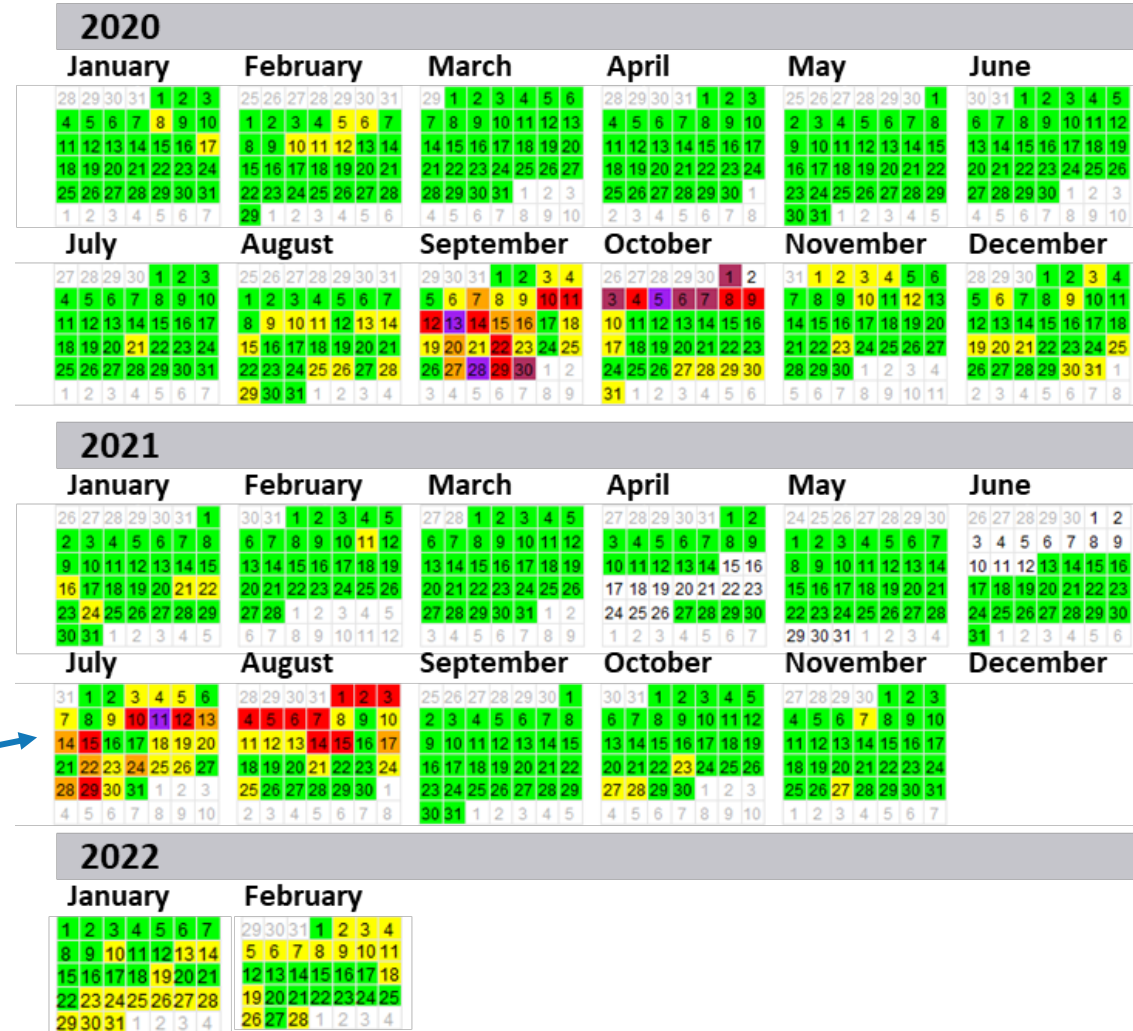 2020
January February March April May June
28 29 30 31 1 2 3 25 26 27 28 29 30 31 29 1 2 3 4 5 6 28 29 30 31 1 2 3 25 26 27 28 29 30 1 30 31 1 2 3 4 5
4 5 6 7 8 9 10 1 2 3 4 5 6 7 7 8 9 10 11 12 13 4 5 6 7 8 9 10 2 3 4 5 6 7 8 6 7 8 9 10 11 12
11 12 13 14 15 16 17 8 9 10 11 12 13 14 14 15 16 17 18 19 20 11 12 13 14 15 16 17 9 10 11 12 13 14 15 13 14 15 16 17 18 19
18 19 20 21 22 23 24 15 16 17 18 19 20 21 21 22 23 24 25 26 27 18 19 20 21 22 23 24 16 17 18 19 20 21 22 20 21 22 23 24 25 26
25 26 27 28 29 30 31 22 23 24 25 26 27 28 28 29 30 31 1 2 3 25 26 27 28 29 30 1 23 24 25 26 27 28 29 27 28 29 30 1 2 3
1 2 3 4 5 6 7 29 1 2 3 4 5 6 4 5 6 7 8 9 10 2 3 4 5 6 7 8 30 31 1 2 3 4 5 4 5 6 7 8 9 10
July August September October November December
27 28 29 30 1 2 3 25 26 27 28 29 30 31 29 30 31 1 2 3 4 26 27 28 29 30 1 2 31 1 2 3 4 5 6 28 29 30 1 2 3 4
4 5 6 7 8 9 10 1 2 3 4 5 6 7 5 6 7 8 9 10 11 3 4 5 6 7 8 9 7 8 9 10 11 12 13 5 6 7 8 9 10 11
11 12 13 14 15 16 17 8 9 10 11 12 13 14 12 13 14 15 16 17 18 10 11 12 13 14 15 16 14 15 16 17 18 19 20 12 13 14 15 16 17 18
18 19 20 21 22 23 24 15 16 17 18 19 20 21 19 20 21 22 23 24 25 17 18 19 20 21 22 23 21 22 23 24 25 26 27 19 20 21 22 23 24 25
25 26 27 28 29 30 31 22 23 24 25 26 27 28 26 27 28 29 30 1 2 24 25 26 27 28 29 30 28 29 30 1 2 3 4 26 27 28 29 30 31 1
1 2 3 4 5 6 7 29 30 31 1 2 3 4 3 4 5 6 7 8 9 31 1 2 3 4 5 6 5 6 7 8 9 10 11 2 3 4 5 6 7 8
2021
January February March April May June
26 27 28 29 30 31 1 30 31 1 2 3 4 5 27 28 1 2 3 4 5 27 28 29 30 31 1 2 24 25 26 27 28 29 30 26 27 28 29 30 1 2
2 3 4 5 6 7 8 6 7 8 9 10 11 12 6 7 8 9 10 11 12 3 4 5 6 7 8 9 1 2 3 4 5 6 7 3 4 5 6 7 8 9
9 10 11 12 13 14 15 13 14 15 16 17 18 19 13 14 15 16 17 18 19 10 11 12 13 14 15 16 8 9 10 11 12 13 14 10 11 12 13 14 15 16
16 17 18 19 20 21 22 20 21 22 23 24 25 26 20 21 22 23 24 25 26 17 18 19 20 21 22 23 15 16 17 18 19 20 21 17 18 19 20 21 22 23
23 24 25 26 27 28 29 27 28 1 2 3 4 5 27 28 29 30 31 1 2 24 25 26 27 28 29 30 22 23 24 25 26 27 28 24 25 26 27 28 29 30
30 31 1 2 3 4 5 6 7 8 9 10 11 12 3 4 5 6 7 8 9 1 2 3 4 5 6 7 29 30 31 1 2 3 4 31 1 2 3 4 5 6
July August September October November December
31 1 2 3 4 5 6 28 29 30 31 1 2 3 25 26 27 28 29 30 1 30 31 1 2 3 4 5 27 28 29 30 1 2 3
7 8 9 10 11 12 13 4 5 6 7 8 9 10 2 3 4 5 6 7 8 6 7 8 9 10 11 12 4 5 6 7 8 9 10
14 15 16 17 18 19 20 11 12 13 14 15 16 17 9 10 11 12 13 14 15 13 14 15 16 17 18 19 11 12 13 14 15 16 17
21 22 23 24 25 26 27 18 19 20 21 22 23 24 16 17 18 19 20 21 22 20 21 22 23 24 25 26 18 19 20 21 22 23 24
28 29 30 31 1 2 3 25 26 27 28 29 30 1 23 24 25 26 27 28 29 27 28 29 30 1 2 3 25 26 27 28 29 30 31
4 5 6 7 8 9 10 2 3 4 5 6 7 8 30 31 1 2 3 4 5 4 5 6 7 8 9 10 1 2 3 4 5 6 7
2022
January February
1 2 3 4 5 6 7 29 30 31 1 2 3 4
8 9 10 11 12 13 14 5 6 7 8 9 10 11
15 16 17 18 19 20 21 12 13 14 15 16 17 18
22 23 24 25 26 27 28 19 20 21 22 23 24 25
29 30 31 1 2 3 4 26 27 28 1 2 3 4